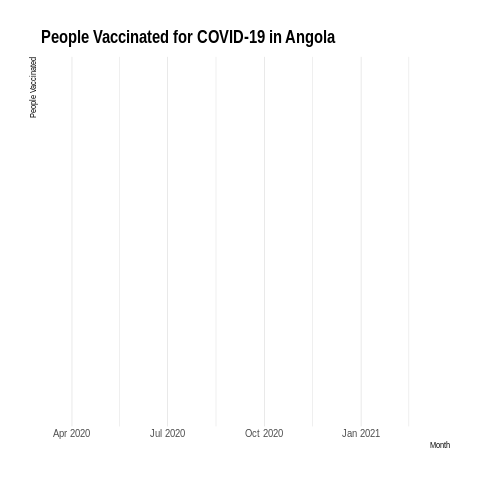 People Vaccinated for COVID-19 in Angola
People Vaccinated
Apr 2020
Jul 2020
Oct 2020
Jan 2021
Month